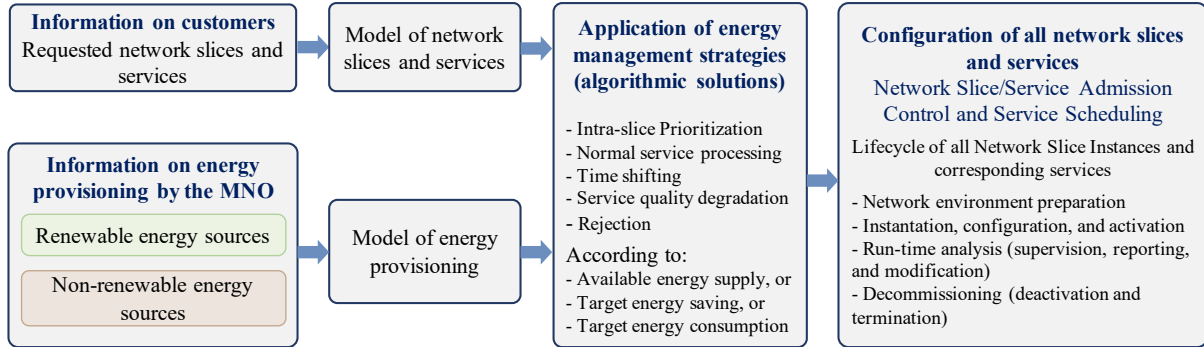 Information on customers
Requested network slices and
services
Model of network
slices and services
Information on energy
provisioning by the MNO
Renewable energy sources
Non-renewable energy
sources
Model of energy
provisioning
Application of energy
management strategies
(algorithmic solutions)
- Intra-slice Prioritization
- Normal service processing
- Time shifting
- Service quality degradation
- Rejection
According to:
- Available energy supply, or
- Target energy saving, or
- Target energy consumption
Configuration of all network slices
and services
Network Slice/Service Admission
Control and Service Scheduling
Lifecycle of all Network Slice Instances and
corresponding services
- Network environment preparation
- Instantation, configuration, and activation
- Run-time analysis (supervision, reporting,
and modification)
- Decommissioning (deactivation and
termination)